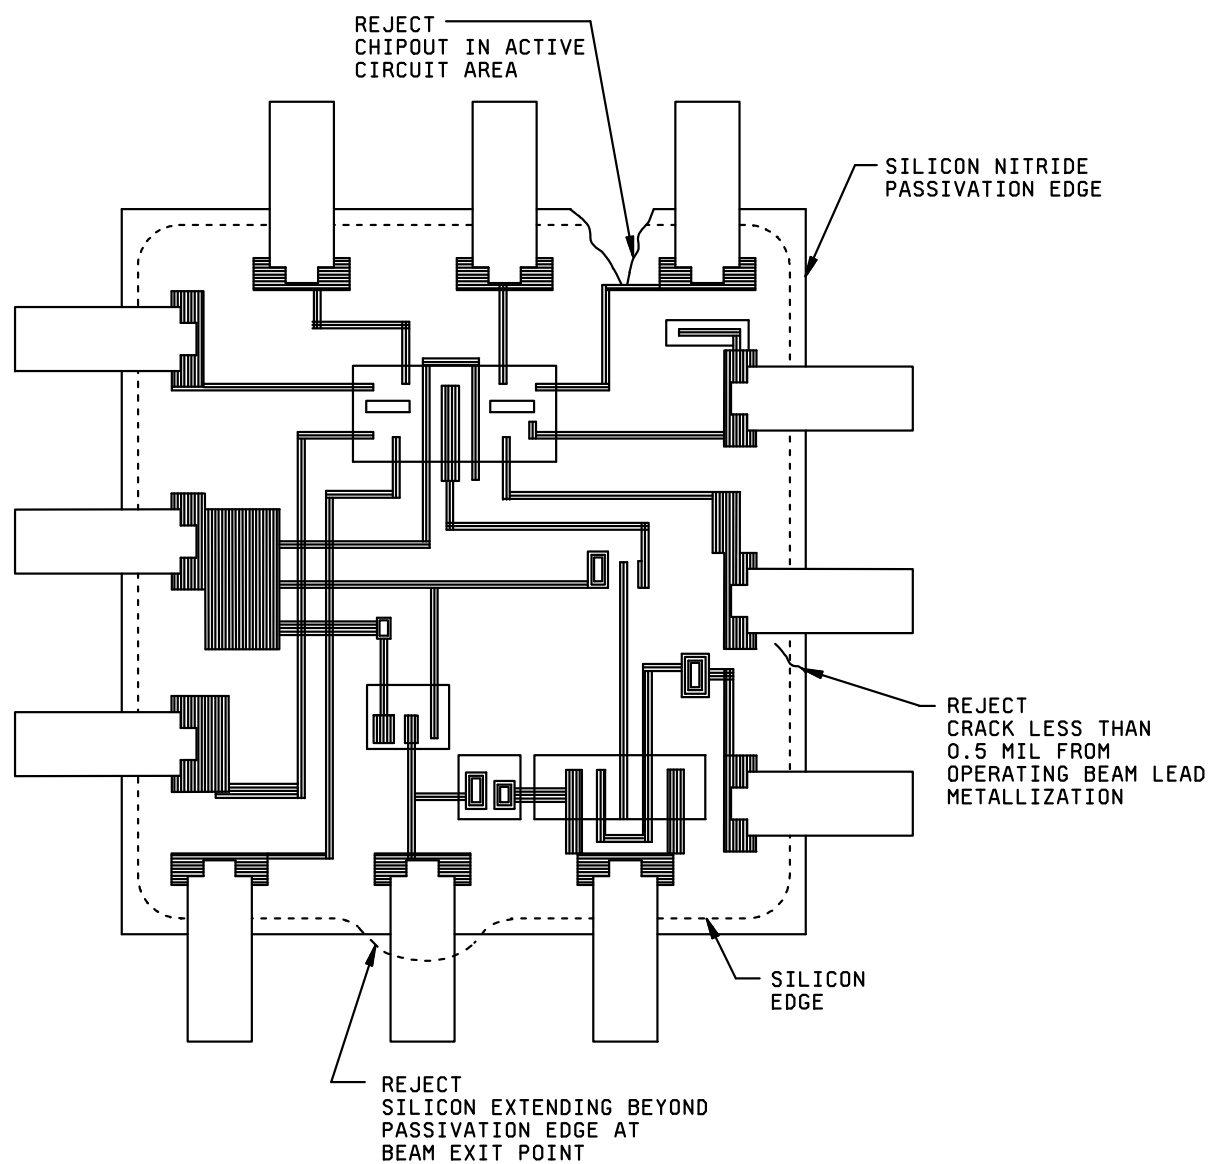 REJECT
CHIPOUT IN ACTIVE
CIRCUIT AREA
SILICON NITRIDE
PASSIVATION EDGE
REJECT
CRACK LESS THAN
0.5 MIL FROM
OPERATING BEAM LEAD
METALLIZATION
SILICON
EDGE
REJECT
SILICON EXTENDING BEYOND
PASSIVATION EDGE AT
BEAM EXIT POINT